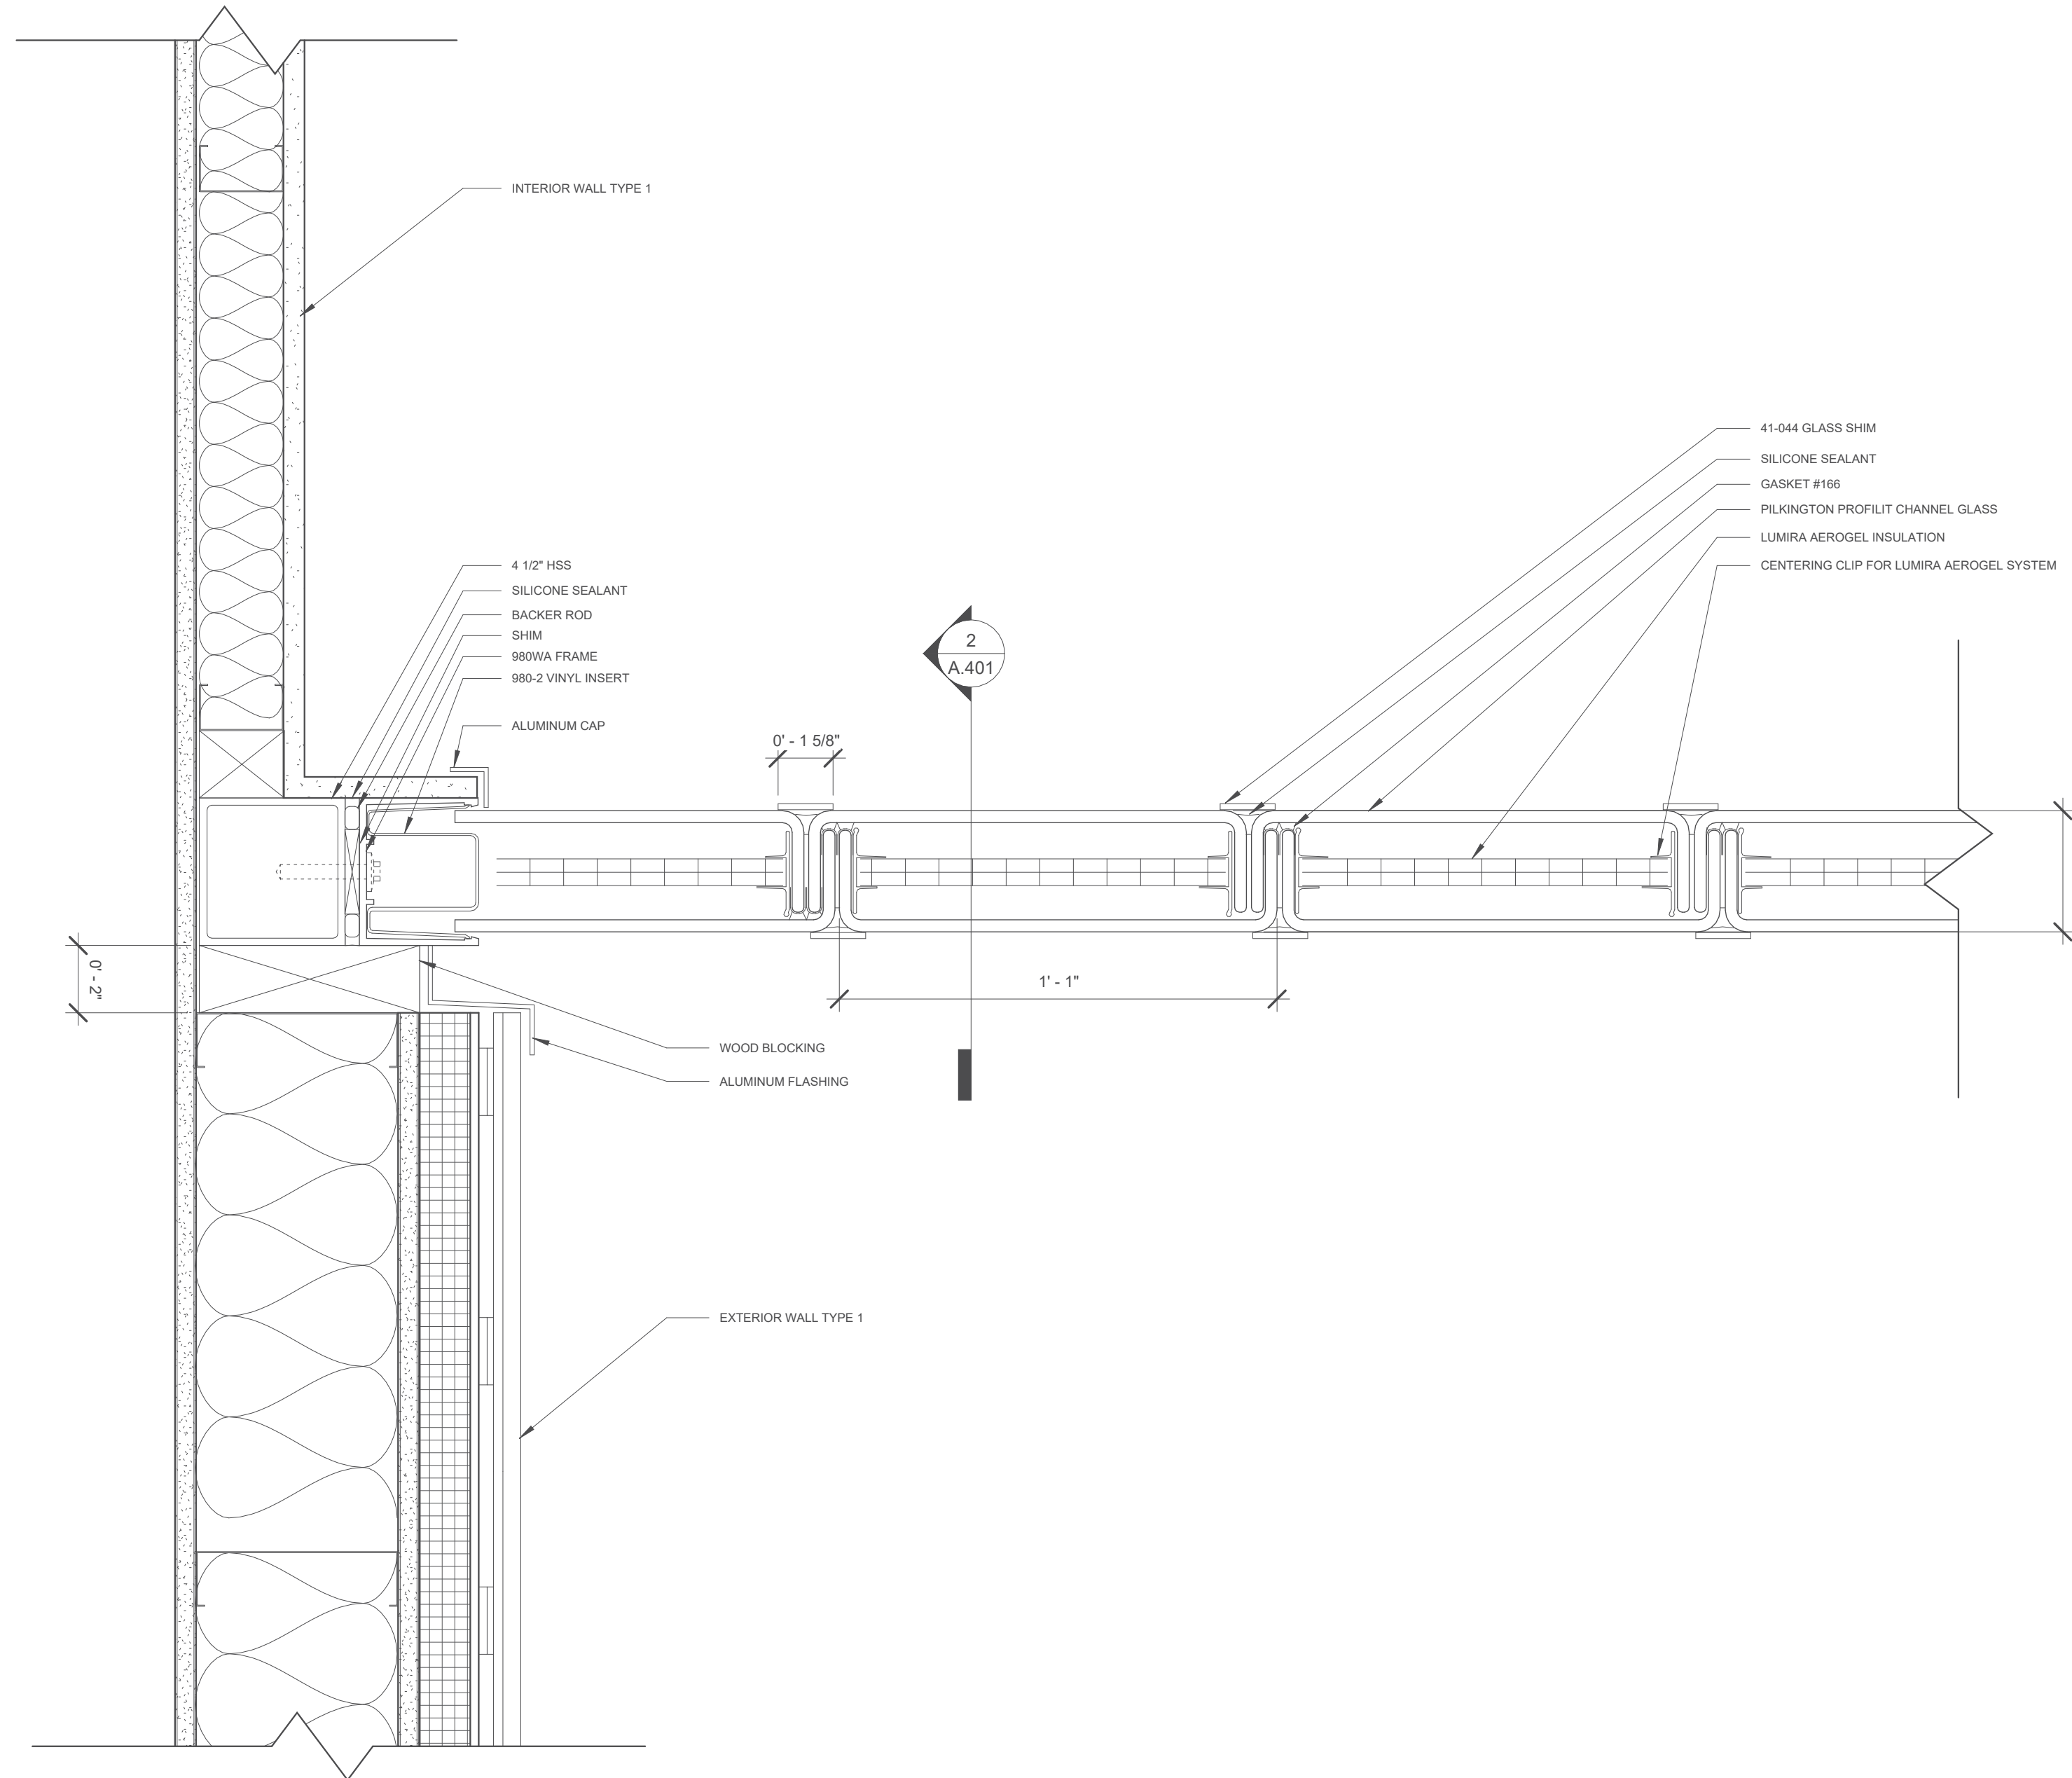 INTERIOR WALL TYPE 1
41-044 GLASS SHIM
SILICONE SEALANT
GASKET #166
PILKINGTON PROFILIT CHANNEL GLASS
LUMIRA AEROGEL INSULATION
CENTERING CLIP FOR LUMIRA AEROGEL SYSTEM
4 1/2" HSS
SILICONE SEALANT
BACKER ROD
SHIM
980WA FRAME
980-2 VINYL INSERT
ALUMINUM CAP
2
A.401
0' - 1 5/8"
0' - 2"
1' - 1"
WOOD BLOCKING
ALUMINUM FLASHING
EXTERIOR WALL TYPE 1